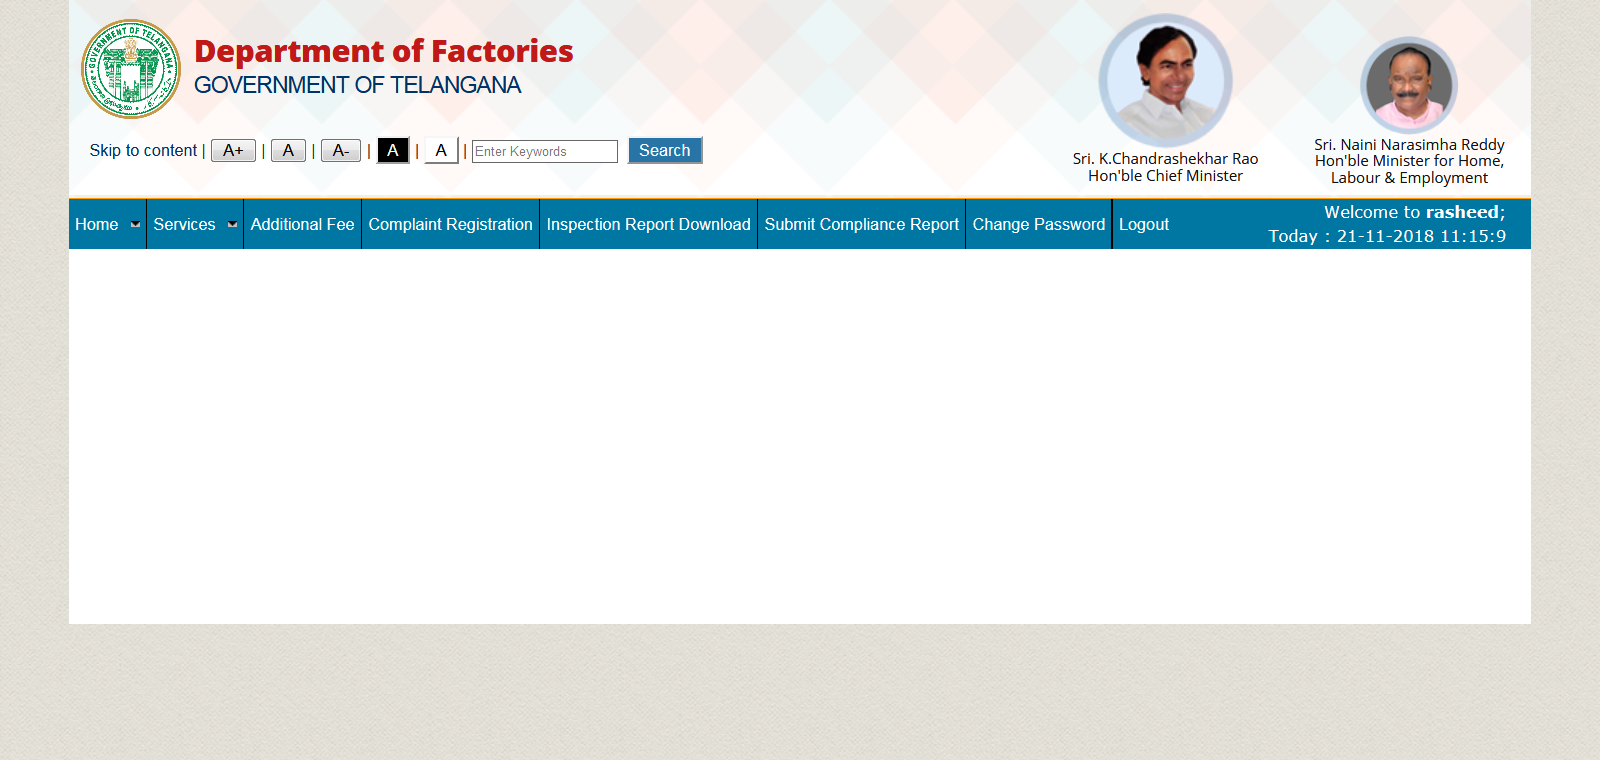 GOVERNMENT OF TELANGANA
Department of Factories
GOVERNMENT OF TELANGANA
Skip to content | A+ | A | A- | A | A | Enter Keywords Search
Sri. K.Chandrashekhar Rao
Hon'ble Chief Minister
Sri. Naini Narasimha Reddy
Hon'ble Minister for Home,
Labour & Employment
Home Services Additional Fee Complaint Registration Inspection Report Download Submit Compliance Report Change Password Logout
Welcome to rasheed;
Today : 21-11-2018 11:15:9